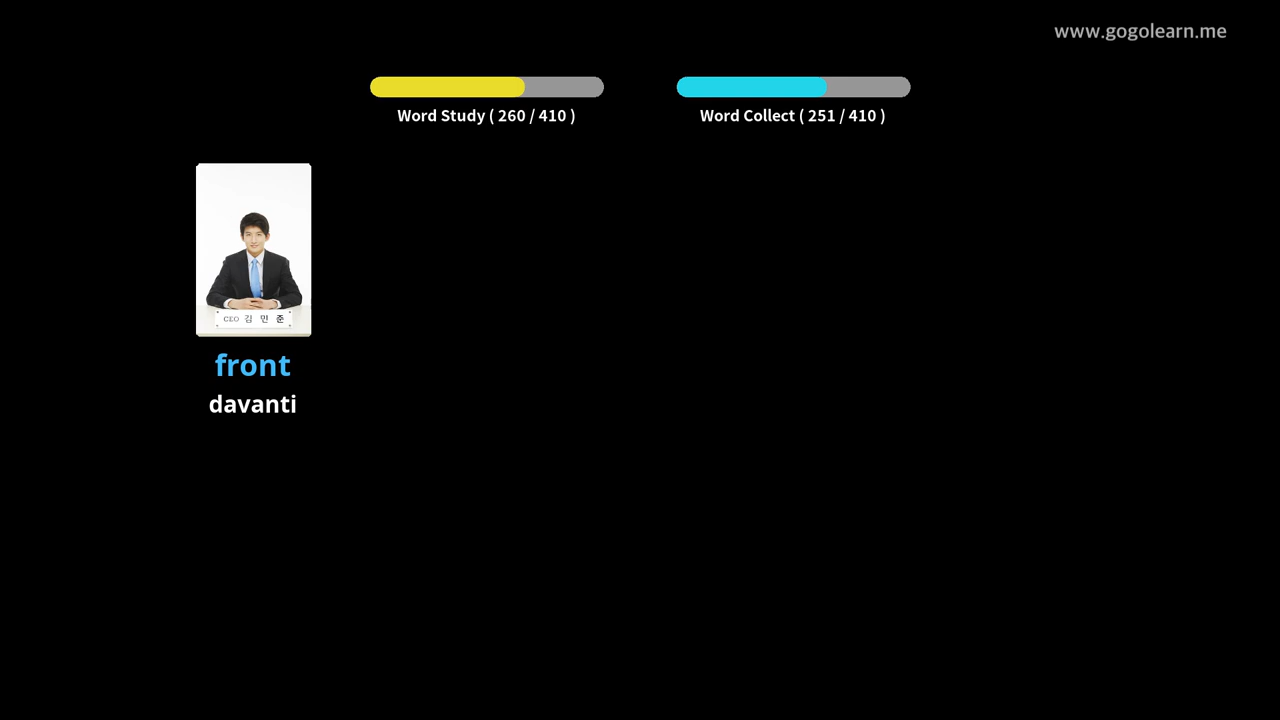 www.gogolearn.me
Word Study ( 260 / 410 )
Word Collect ( 251 / 410 )
CEO 김 민 준
front
davanti